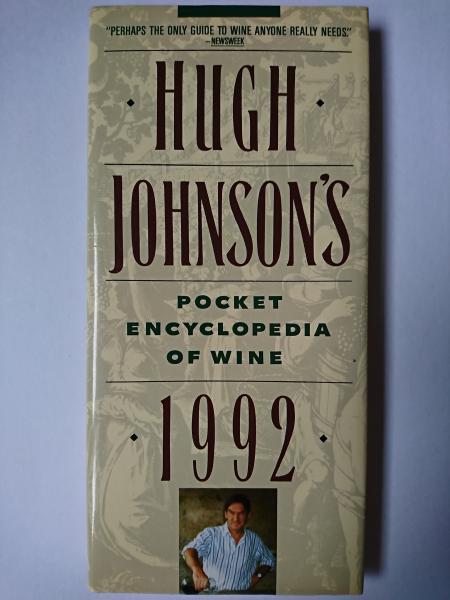 "PERHAPS THE ONLY GUIDE TO WINE ANYONE REALLY NEEDS."
—NEWSWEEK
HUGH
JOHNSON'S
POCKET
ENCYCLOPEDIA
OF WINE
1992